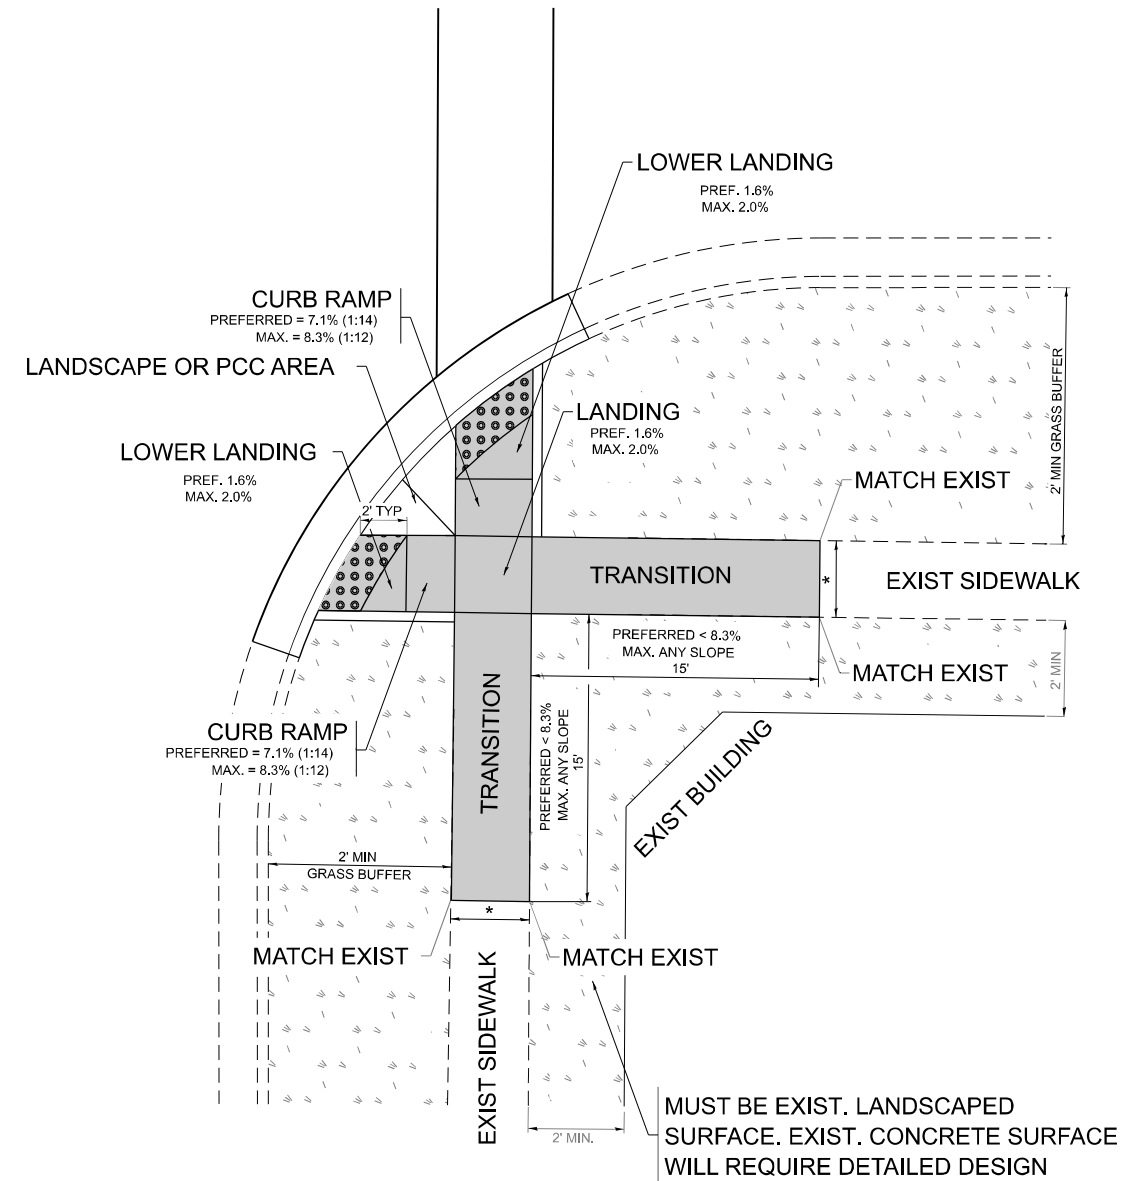 LOWER LANDING
PREF. 1.6%
MAX. 2.0%
CURB RAMP
PREFERRED = 7.1% (1:14)
MAX. = 8.3% (1:12)
LANDSCAPE OR PCC AREA
LANDING
PREF. 1.6%
MAX. 2.0%
LOWER LANDING
PREF. 1.6%
MAX. 2.0%
2' TYP
2' MIN GRASS BUFFER
MATCH EXIST
TRANSITION
*
EXIST SIDEWALK
PREFERRED < 8.3%
MAX. ANY SLOPE
15'
MATCH EXIST
2' MIN
CURB RAMP
PREFERRED = 7.1% (1:14)
MAX. = 8.3% (1:12)
TRANSITION
PREFERRED < 8.3%
MAX. ANY SLOPE
15'
EXIST BUILDING
2' MIN
GRASS BUFFER
*
MATCH EXIST
MATCH EXIST
EXIST SIDEWALK
2' MIN.
MUST BE EXIST. LANDSCAPED
SURFACE. EXIST. CONCRETE SURFACE
WILL REQUIRE DETAILED DESIGN